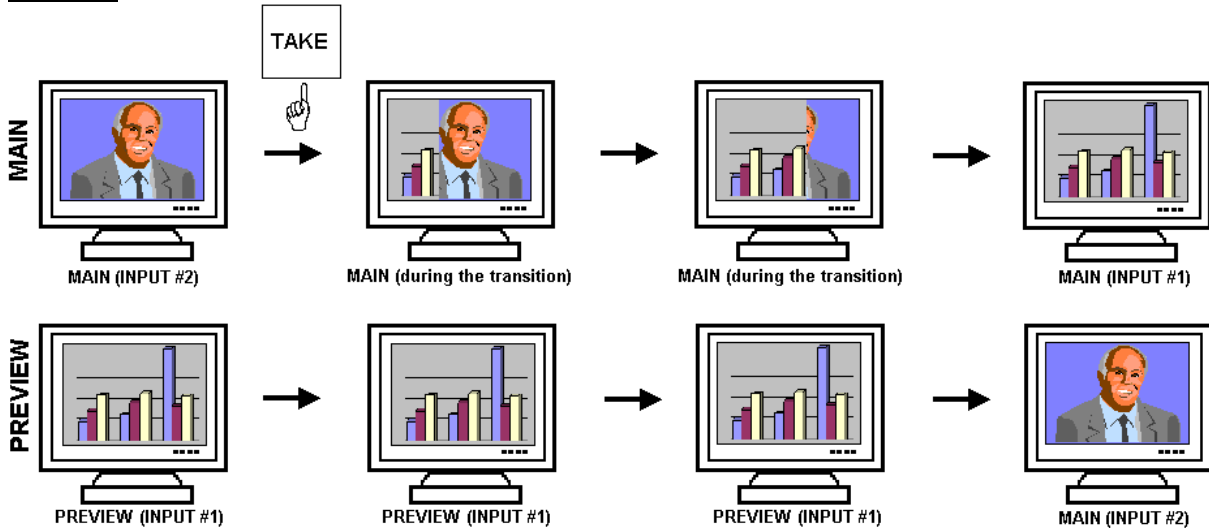 TAKE
MAIN
MAIN (INPUT #2)
MAIN (during the transition)
MAIN (during the transition)
MAIN (INPUT #1)
PREVIEW
PREVIEW (INPUT #1)
PREVIEW (INPUT #1)
PREVIEW (INPUT #1)
MAIN (INPUT #2)